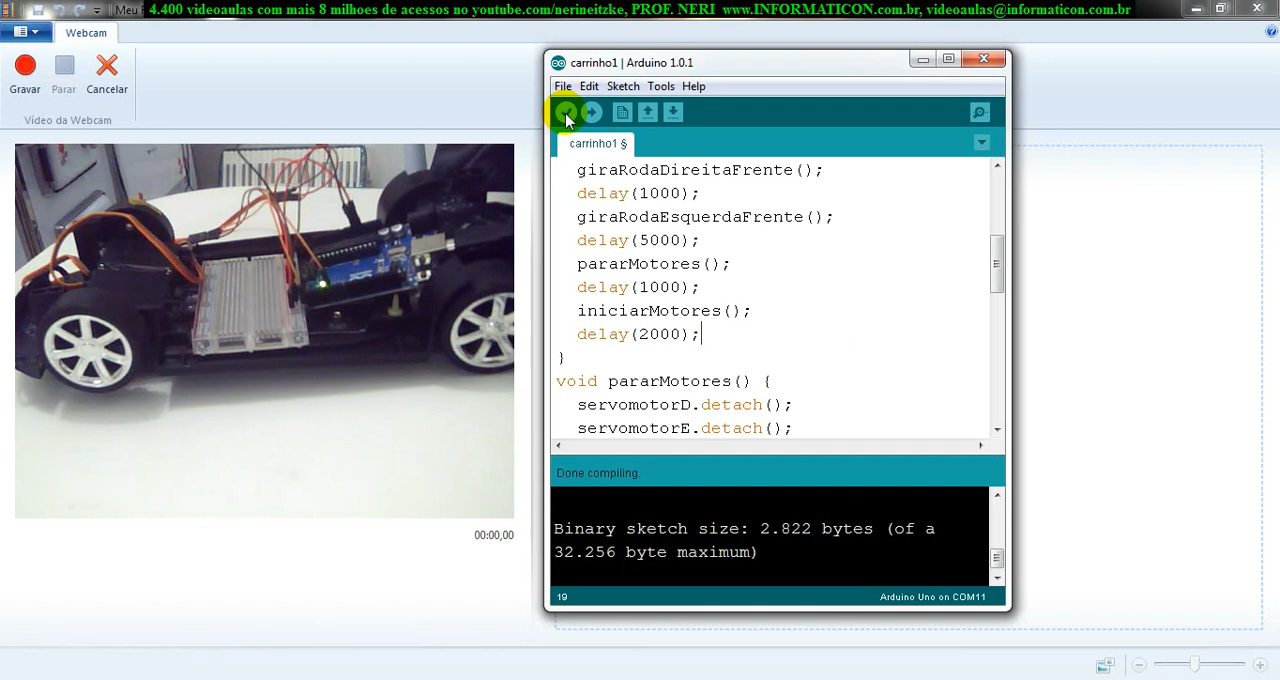 Meu
4.400 videoaulas com mais 8 milhoes de acessos no youtube.com/nerineitzke, PROF. NERI www.INFORMATICON.com.br, videoaulas@informaticon.com.br
Webcam
Gravar
Parar
Cancelar
Vídeo da Webcam
00:00,00
carrinho1 | Arduino 1.0.1
File Edit Sketch Tools Help
carrinho1 §
giraRodaDireitaFrente();
delay(1000);
giraRodaEsquerdaFrente();
delay(5000);
pararMotores();
delay(1000);
iniciarMotores();
delay(2000);
}
void pararMotores() {
servomotorD.detach();
servomotorE.detach();
Done compiling.
Binary sketch size: 2.822 bytes (of a
32.256 byte maximum)
19
Arduino Uno on COM11